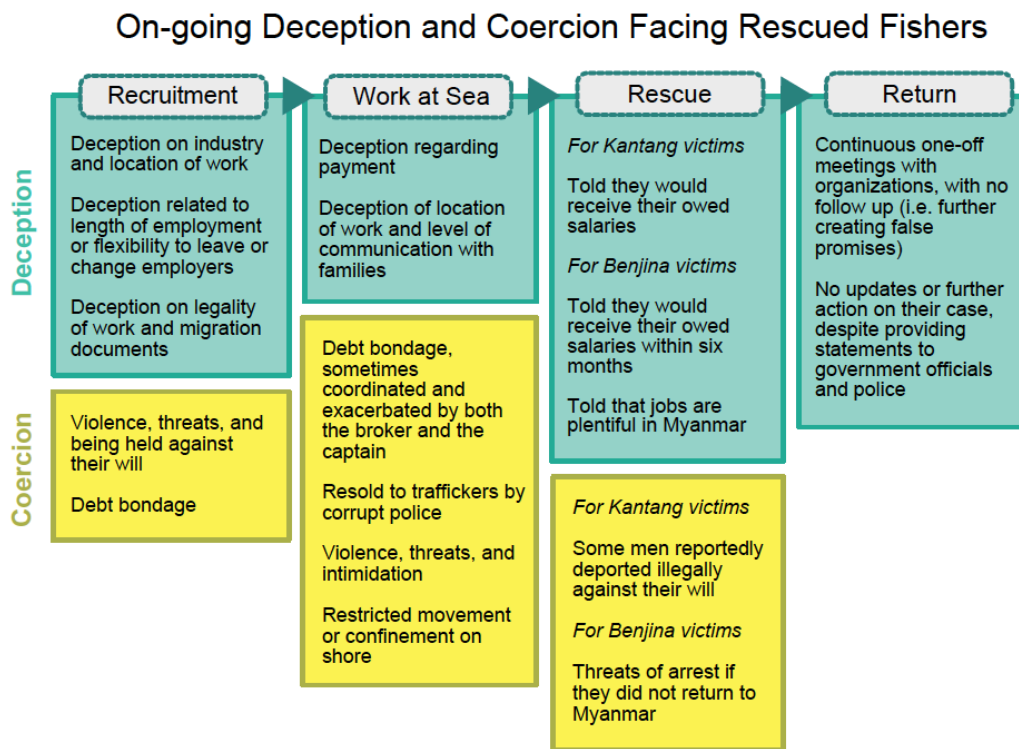 On-going Deception and Coercion Facing Rescued Fishers
Recruitment
Work at Sea
Rescue
Return
Deception
Deception on industry
and location of work
Deception related to
length of employment
or flexibility to leave or
change employers
Deception on legality
of work and migration
documents
Deception regarding
payment
Deception of location
of work and level of
communication with
families
For Kantang victims
Told they would
receive their owed
salaries
For Benjina victims
Told they would
receive their owed
salaries within six
months
Told that jobs are
plentiful in Myanmar
Continuous one-off
meetings with
organizations, with no
follow up (i.e. further
creating false
promises)
No updates or further
action on their case,
despite providing
statements to
government officials
and police
Coercion
Violence, threats, and
being held against
their will
Debt bondage
Debt bondage,
sometimes
coordinated and
exacerbated by both
the broker and the
captain
Resold to traffickers by
corrupt police
Violence, threats, and
intimidation
Restricted movement
or confinement on
shore
For Kantang victims
Some men reportedly
deported illegally
against their will
For Benjina victims
Threats of arrest if
they did not return to
Myanmar